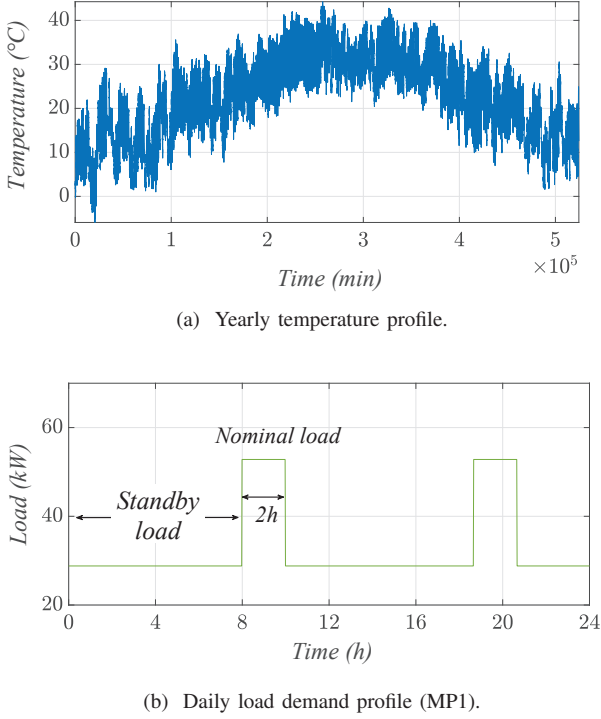 Temperature (°C)
40
30
20
10
0
0 1 2 3 4 5
×10⁵
Time (min)
(a) Yearly temperature profile.
Load (kW)
60
40
20
Nominal load
Standby
load
2h
0 4 8 12 16 20 24
Time (h)
(b) Daily load demand profile (MP1).